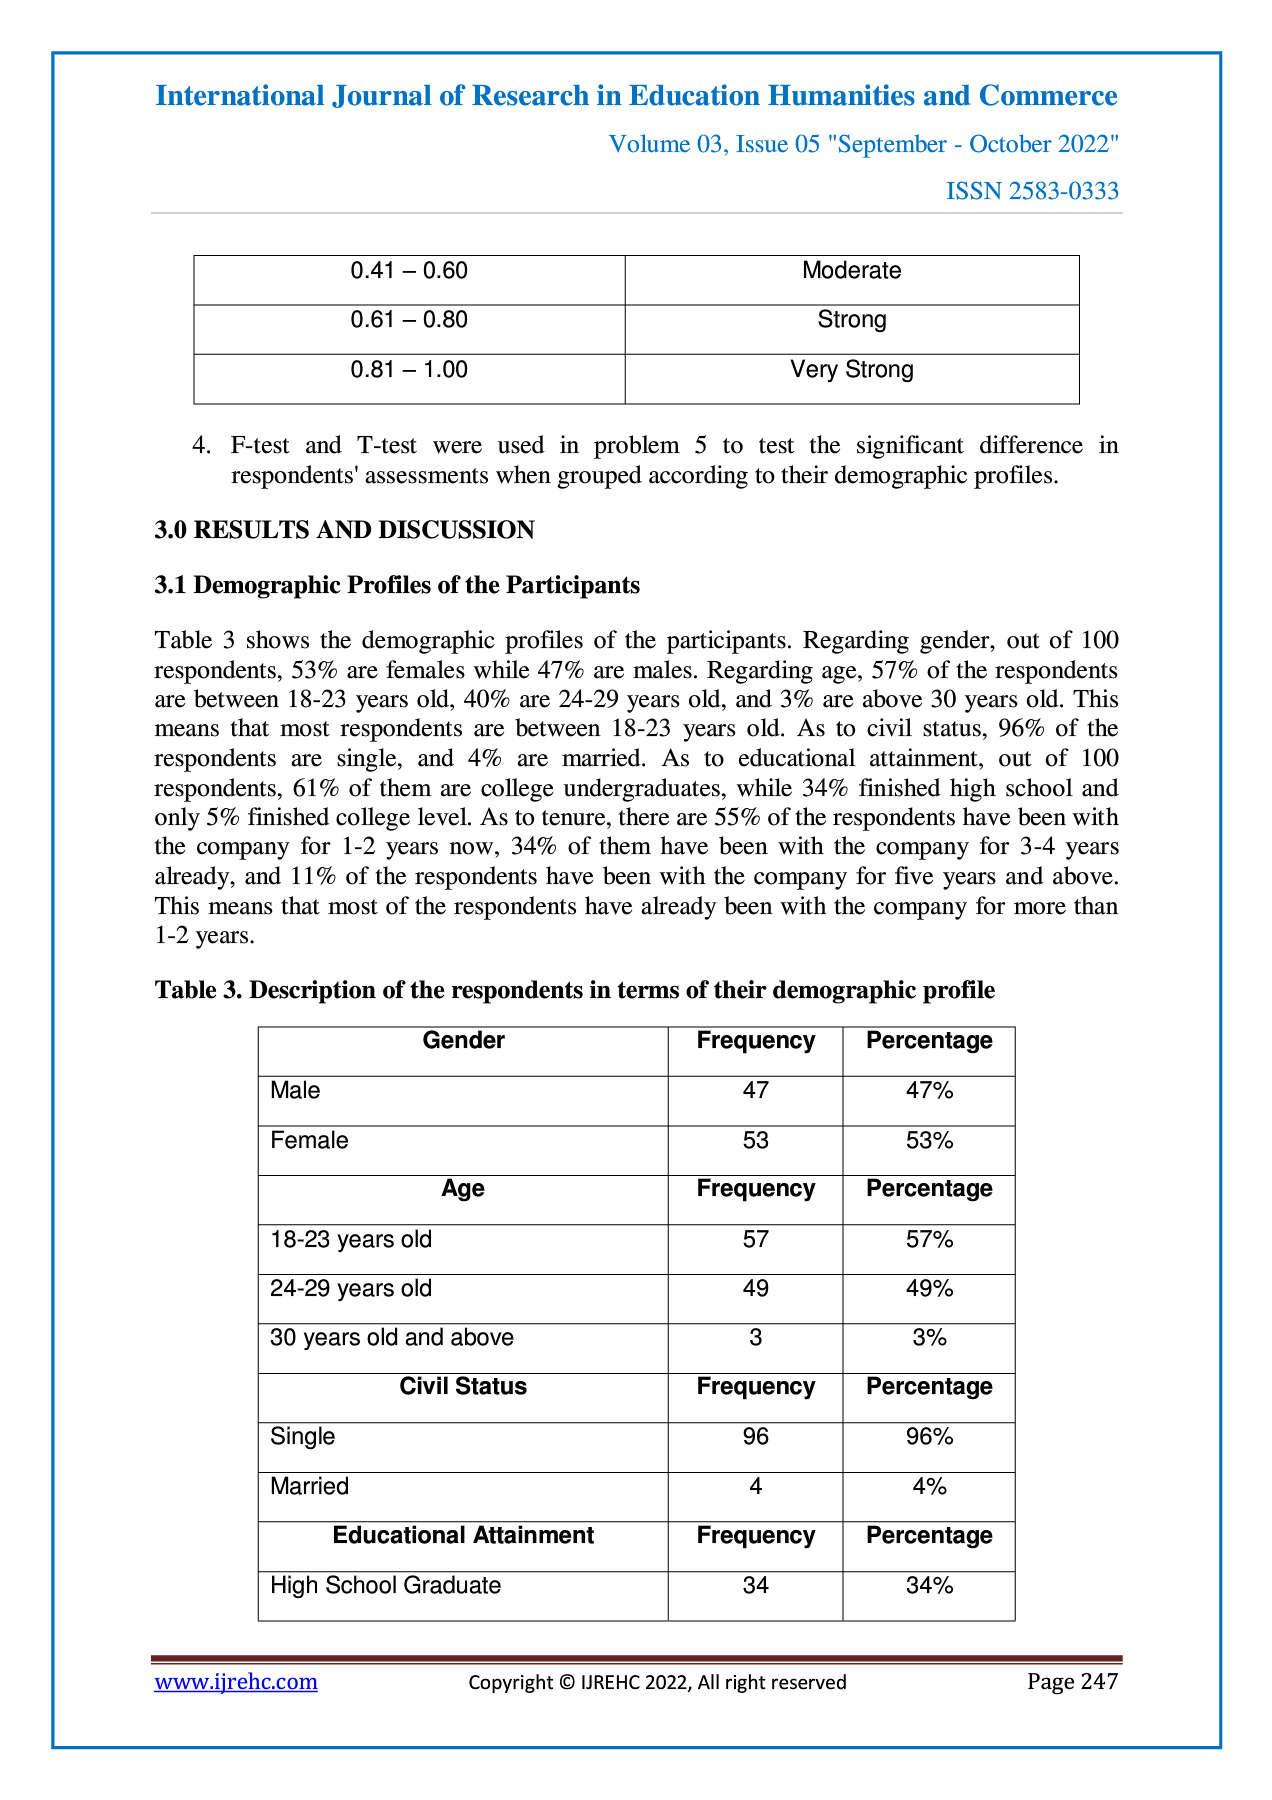 International Journal of Research in Education Humanities and Commerce
Volume 03, Issue 05 "September - October 2022"
ISSN 2583-0333
0.41 – 0.60 Moderate
0.61 – 0.80 Strong
0.81 – 1.00 Very Strong
4. F-test and T-test were used in problem 5 to test the significant difference in
respondents' assessments when grouped according to their demographic profiles.
3.0 RESULTS AND DISCUSSION
3.1 Demographic Profiles of the Participants
Table 3 shows the demographic profiles of the participants. Regarding gender, out of 100
respondents, 53% are females while 47% are males. Regarding age, 57% of the respondents
are between 18-23 years old, 40% are 24-29 years old, and 3% are above 30 years old. This
means that most respondents are between 18-23 years old. As to civil status, 96% of the
respondents are single, and 4% are married. As to educational attainment, out of 100
respondents, 61% of them are college undergraduates, while 34% finished high school and
only 5% finished college level. As to tenure, there are 55% of the respondents have been with
the company for 1-2 years now, 34% of them have been with the company for 3-4 years
already, and 11% of the respondents have been with the company for five years and above.
This means that most of the respondents have already been with the company for more than
1-2 years.
Table 3. Description of the respondents in terms of their demographic profile
Gender Frequency Percentage
Male 47 47%
Female 53 53%
Age Frequency Percentage
18-23 years old 57 57%
24-29 years old 49 49%
30 years old and above 3 3%
Civil Status Frequency Percentage
Single 96 96%
Married 4 4%
Educational Attainment Frequency Percentage
High School Graduate 34 34%
www.ijrehc.com Copyright © IJREHC 2022, All right reserved Page 247